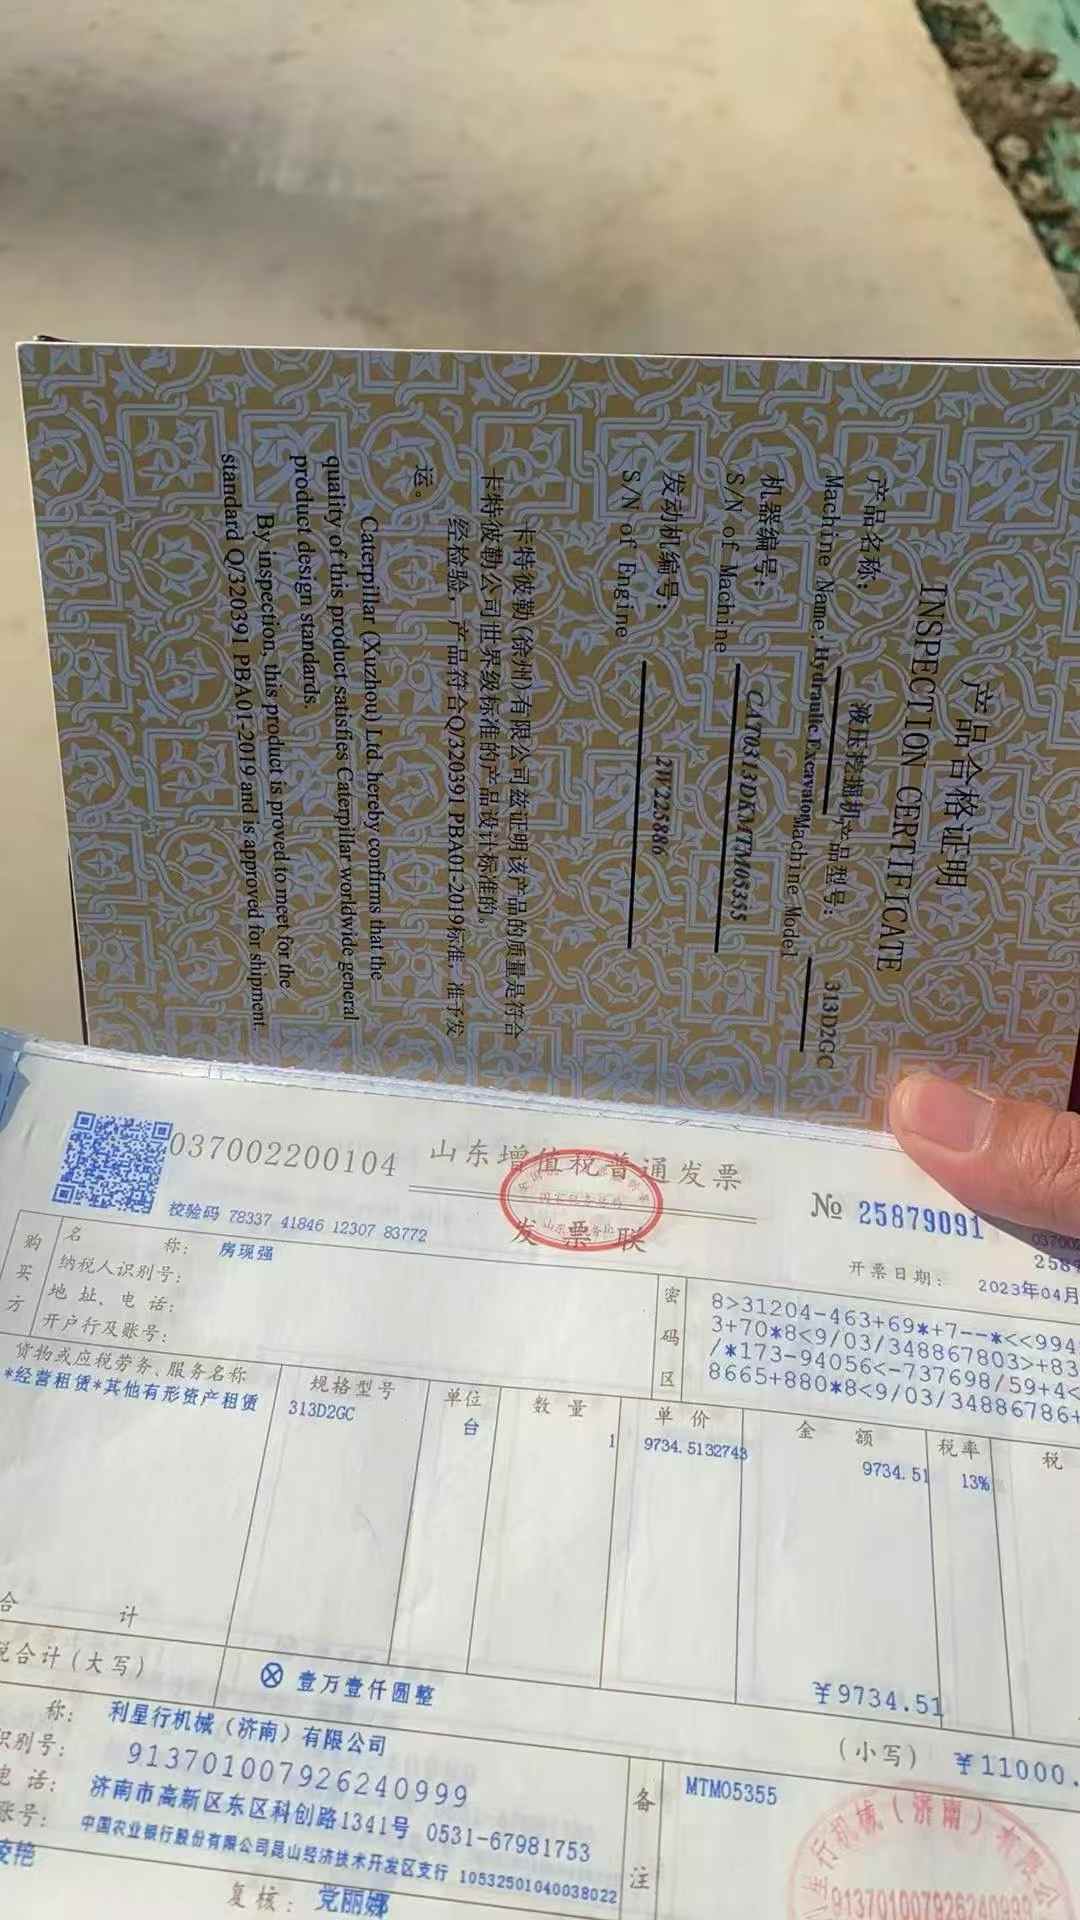 产品合格证明
INSPECTION CERTIFICATE
产品名称： 液压挖掘机 产品型号： 313D2GC
Machine Name: Hydraulic Excavator Machine Model
机器编号： CAT0313DKMTM05355
S/N of Machine
发动机编号： 2W225886
S/N of Engine
卡特彼勒(徐州)有限公司兹证明该产品的质量是符合
卡特彼勒公司世界级标准的产品设计标准的。
经检验，产品符合Q/320391 PBA01-2019标准，准予发
运。
Caterpillar (Xuzhou) Ltd. hereby confirms that the
quality of this product satisfies Caterpillar worldwide general
product design standards.
By inspection, this product is proved to meet for the
standard Q/320391 PBA01-2019 and is approved for shipment.
037002200104 山东增值税普通发票 № 25879091
发票联
校验码 78337 41846 12307 83772
开票日期： 2023年04月
购买方
名称： 房现强
纳税人识别号：
地址、电话：
开户行及账号：
密码区
8>31204-463+69*+7--*<<994
3+70*8<9/03/348867803>+83
/*173-94056<-737698/59+4<
8665+880*8<9/03/34886786+
货物或应税劳务、服务名称 规格型号 单位 数量 单价 金额 税率 税
*经营租赁*其他有形资产租赁 313D2GC 台 1 9734.5132743 9734.51 13%
合计 ¥9734.51
税合计(大写) ⊗壹万壹仟圆整 (小写) ¥11000.
称： 利星行机械（济南）有限公司
识别号： 913701007926240999
电话： 济南市高新区东区科创路1341号 0531-67981753
账号： 中国农业银行股份有限公司昆山经济技术开发区支行 10532501040038022
备注
MTM05355
复核： 党丽娜
星行机械（济南）有限公
913701007926240999